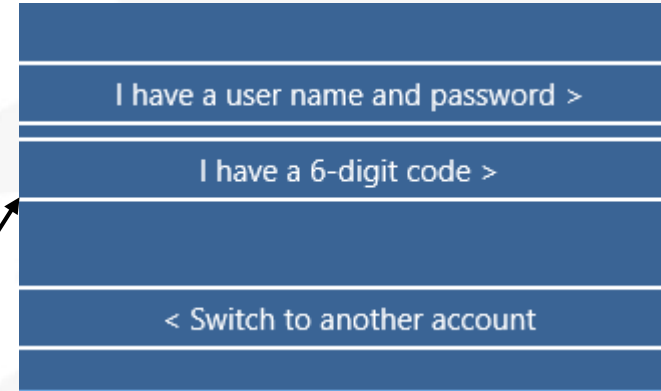 I have a user name and password >
I have a 6-digit code >
< Switch to another account